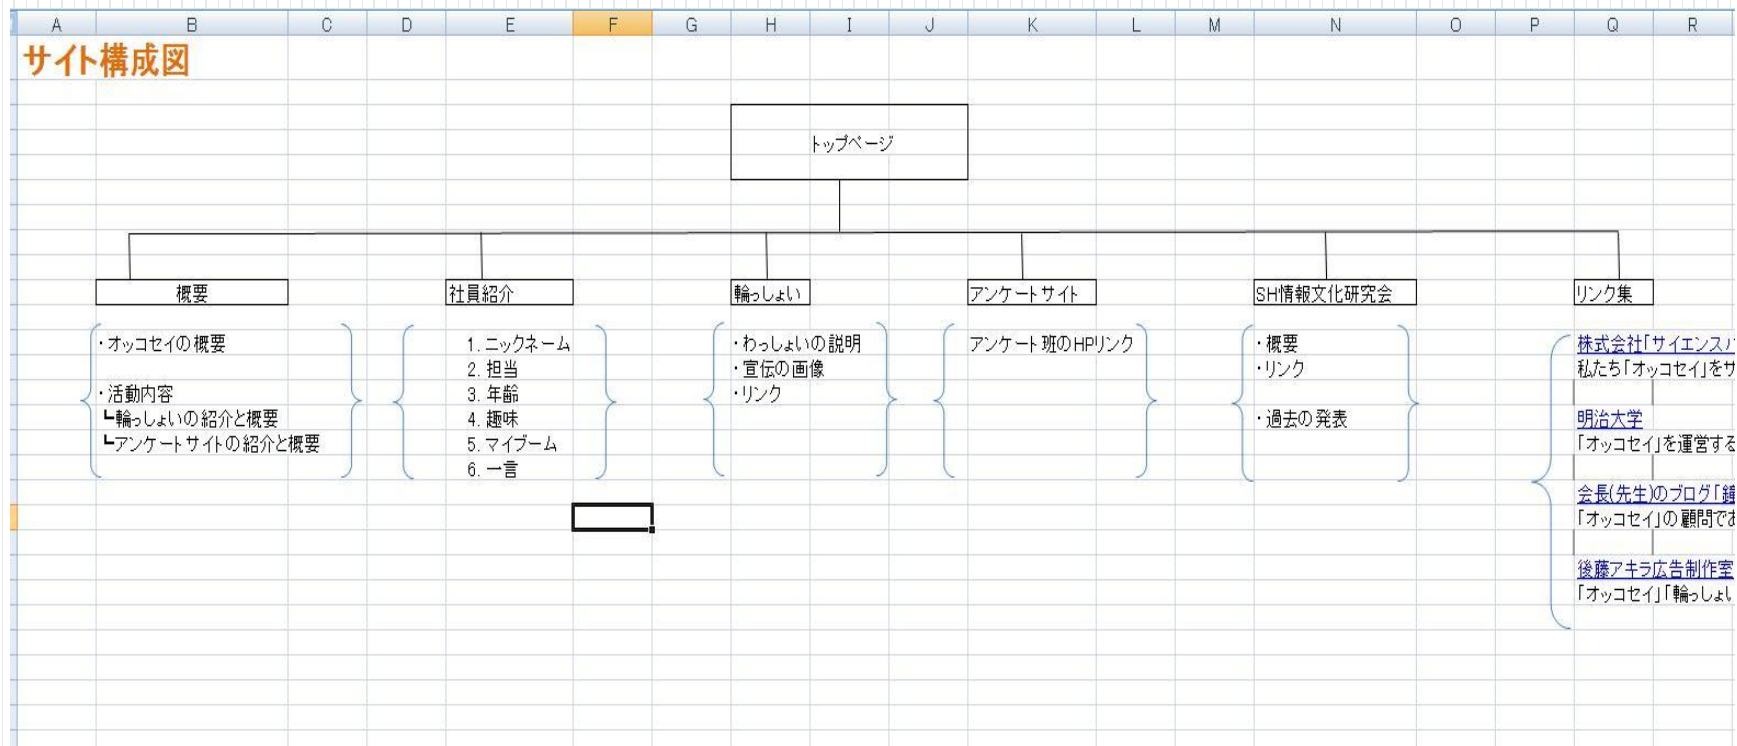 A B C D E F G H I J K L M N O P Q R
サイト構成図
トップページ
概要
社員紹介
輪っしょい
アンケートサイト
SH情報文化研究会
リンク集
・オッコセイの概要
・活動内容
┗輪っしょいの紹介と概要
┗アンケートサイトの紹介と概要
1. ニックネーム
2. 担当
3. 年齢
4. 趣味
5. マイブーム
6. 一言
・わっしょいの説明
・宣伝の画像
・リンク
アンケート班のHPリンク
・概要
・リンク
・過去の発表
株式会社「サイエンス
私たち「オッコセイ」をサ
明治大学
「オッコセイ」を運営する
会長(先生)のブログ「鐘
「オッコセイ」の顧問であ
後藤アキラ広告制作室
「オッコセイ」「輪っしょい